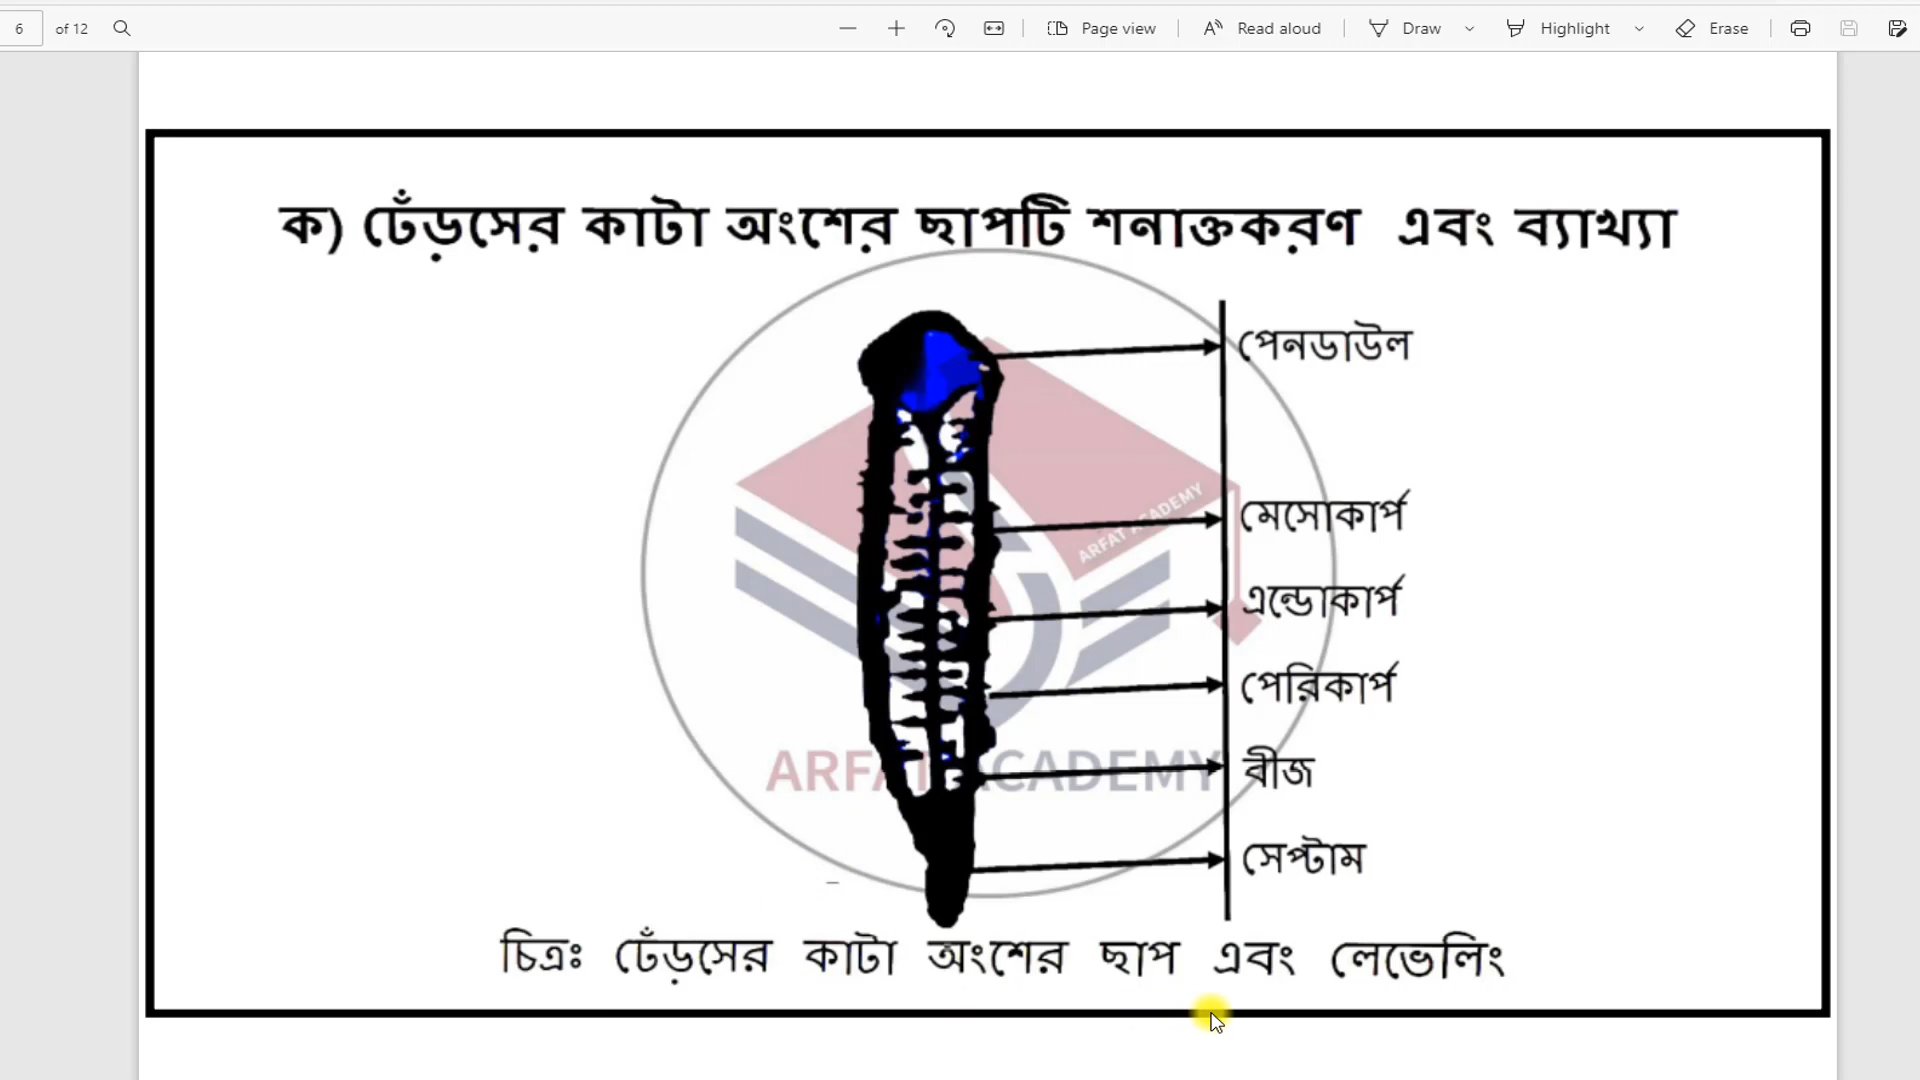 6 of 12 Page view Read aloud Draw Highlight Erase
ক) ঢেঁড়সের কাটা অংশের ছাপটি শনাক্তকরণ এবং ব্যাখ্যা
পেনডাউল
মেসোকার্প
ARFAT ACADEMY
এন্ডোকার্প
পেরিকার্প
ARFAT ACADEMY
বীজ
সেপ্টাম
চিত্রঃ ঢেঁড়সের কাটা অংশের ছাপ এবং লেভেলিং